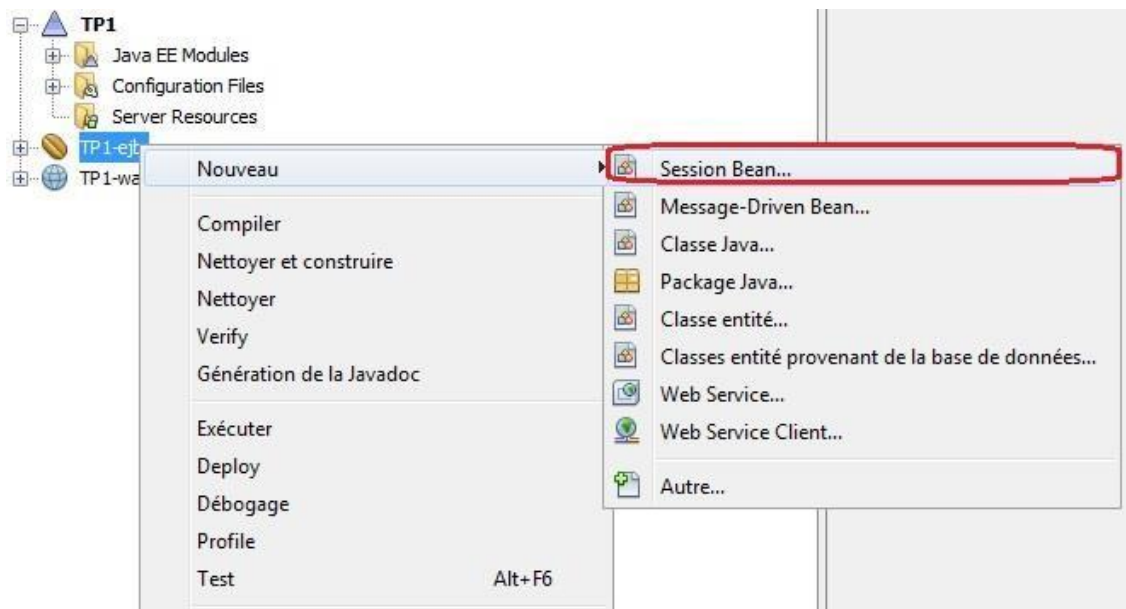 TP1
Java EE Modules
Configuration Files
Server Resources
TP1-ejb
TP1-wa
Nouveau
Compiler
Nettoyer et construire
Nettoyer
Verify
Génération de la Javadoc
Exécuter
Deploy
Débogage
Profile
Test Alt+F6
Session Bean...
Message-Driven Bean...
Classe Java...
Package Java...
Classe entité...
Classes entité provenant de la base de données...
Web Service...
Web Service Client...
Autre...